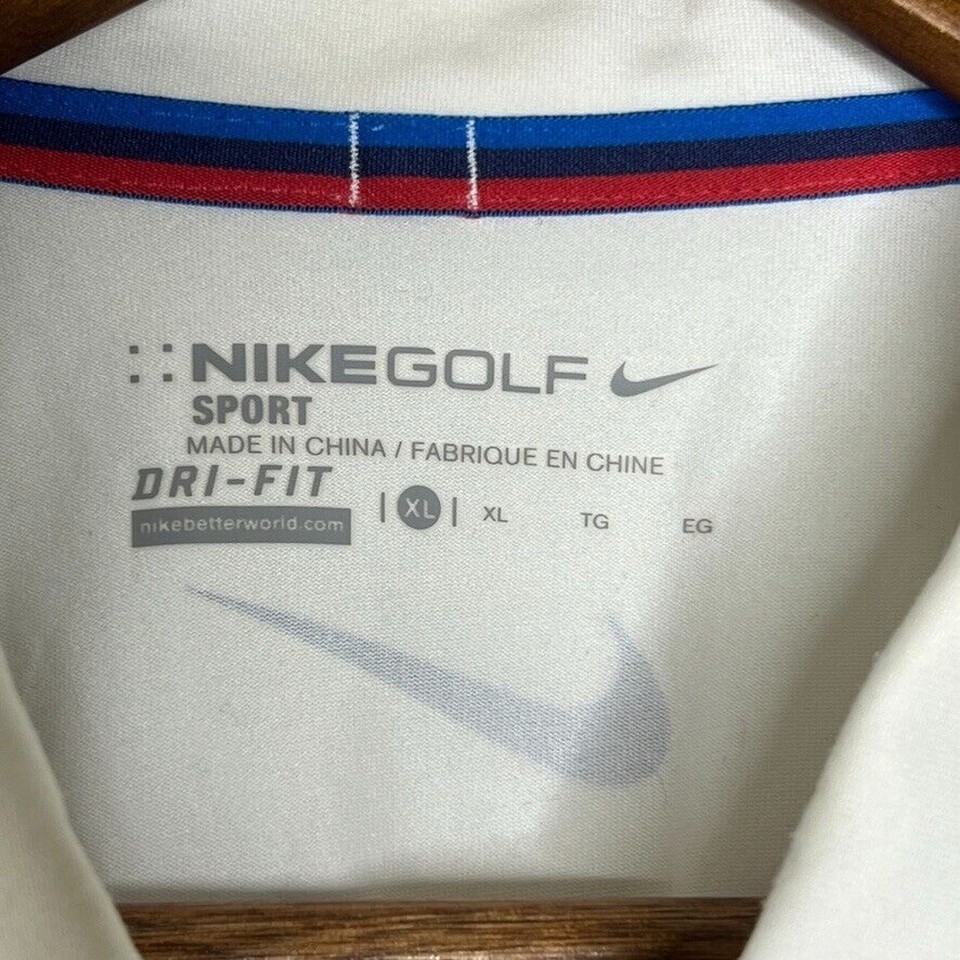 NIKEGOLF
SPORT
MADE IN CHINA / FABRIQUE EN CHINE
DRI-FIT
nikebetterworld.com
| XL | XL TG EG